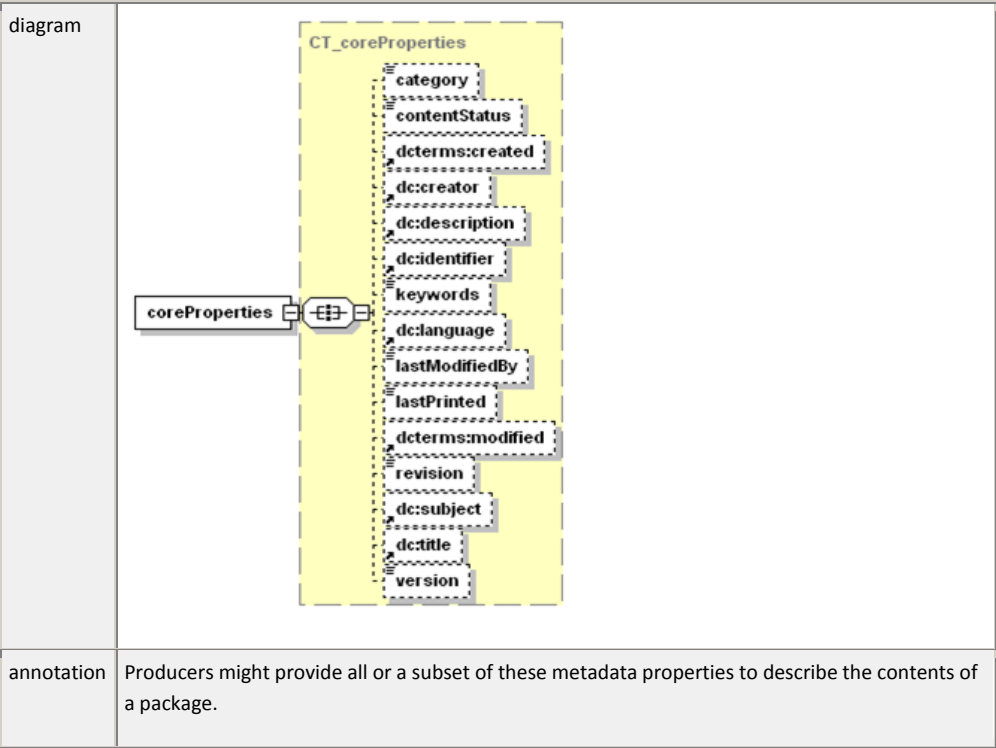 diagram
CT_coreProperties
category
contentStatus
dcterms:created
dc:creator
dc:description
dc:identifier
keywords
coreProperties
dc:language
lastModifiedBy
lastPrinted
dcterms:modified
revision
dc:subject
dc:title
version
annotation
Producers might provide all or a subset of these metadata properties to describe the contents of
a package.